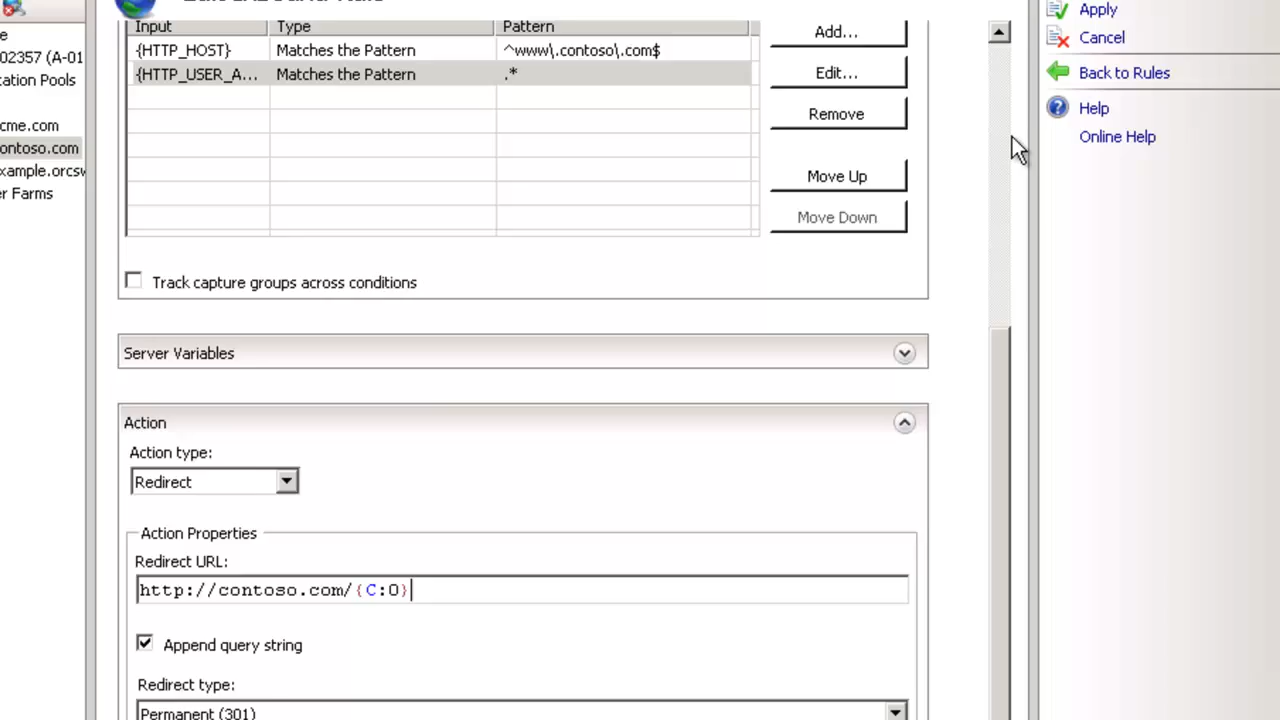 Input Type Pattern
{HTTP_HOST} Matches the Pattern ^www\.contoso\.com$
{HTTP_USER_A... Matches the Pattern .*
Add...
Edit...
Remove
Move Up
Move Down
Track capture groups across conditions
Server Variables
Action
Action type:
Redirect
Action Properties
Redirect URL:
http://contoso.com/{C:0}
Append query string
Redirect type:
Permanent (301)
e
02357 (A-01
cation Pools
cme.com
ontoso.com
xample.orcsw
er Farms
Apply
Cancel
Back to Rules
Help
Online Help